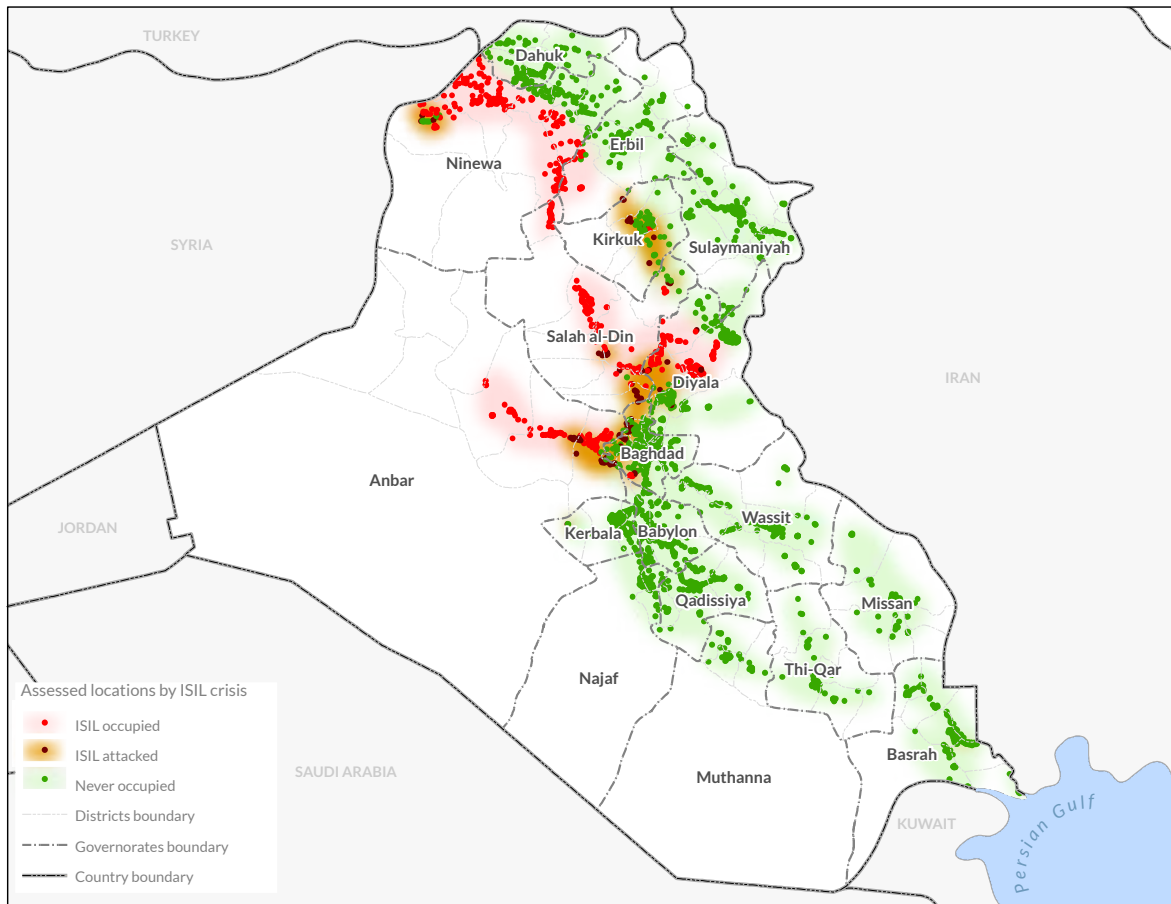 TURKEY
Dahuk
Erbil
Ninewa
SYRIA
Kirkuk
Sulaymaniyah
Salah al-Din
IRAN
Diyala
Baghdad
Anbar
Wassit
JORDAN
Kerbala
Babylon
Qadissiya
Missan
Thi-Qar
Najaf
Basrah
Muthanna
SAUDI ARABIA
KUWAIT
Persian Gulf
Assessed locations by ISIL crisis
ISIL occupied
ISIL attacked
Never occupied
Districts boundary
Governorates boundary
Country boundary